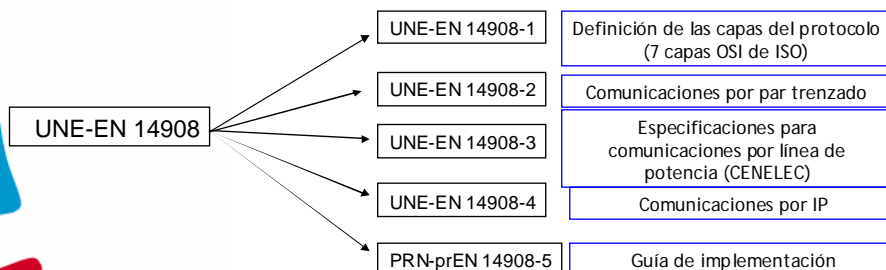 UNE-EN 14908
UNE-EN 14908-1
Definición de las capas del protocolo
(7 capas OSI de ISO)
UNE-EN 14908-2
Comunicaciones por par trenzado
UNE-EN 14908-3
Especificaciones para
comunicaciones por línea de
potencia (CENELEC)
UNE-EN 14908-4
Comunicaciones por IP
PRN-prEN 14908-5
Guía de implementación